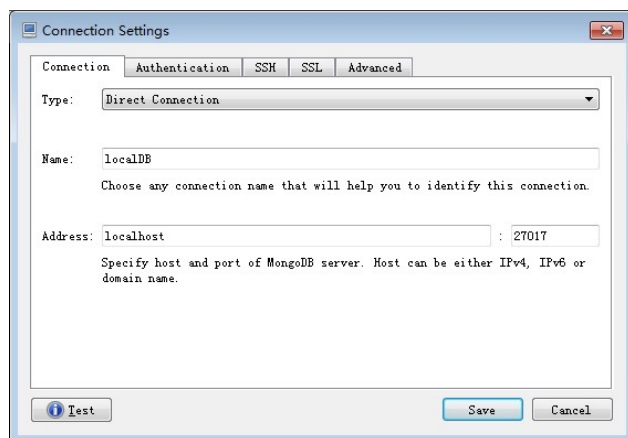 Connection Settings
Connection Authentication SSH SSL Advanced
Type: Direct Connection
Name: localDB
Choose any connection name that will help you to identify this connection.
Address: localhost : 27017
Specify host and port of MongoDB server. Host can be either IPv4, IPv6 or
domain name.
Test Save Cancel